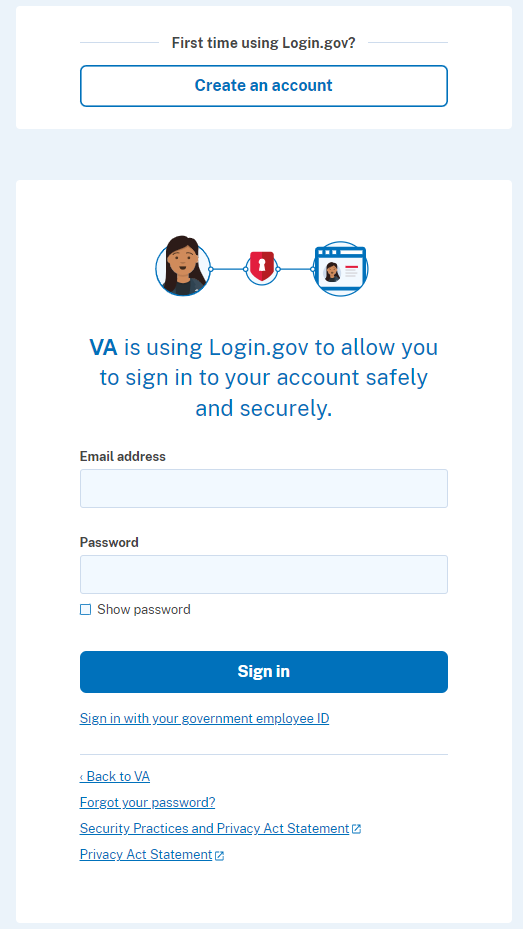 First time using Login.gov?
Create an account
VA is using Login.gov to allow you
to sign in to your account safely
and securely.
Email address
Password
Show password
Sign in
Sign in with your government employee ID
‹ Back to VA
Forgot your password?
Security Practices and Privacy Act Statement
Privacy Act Statement